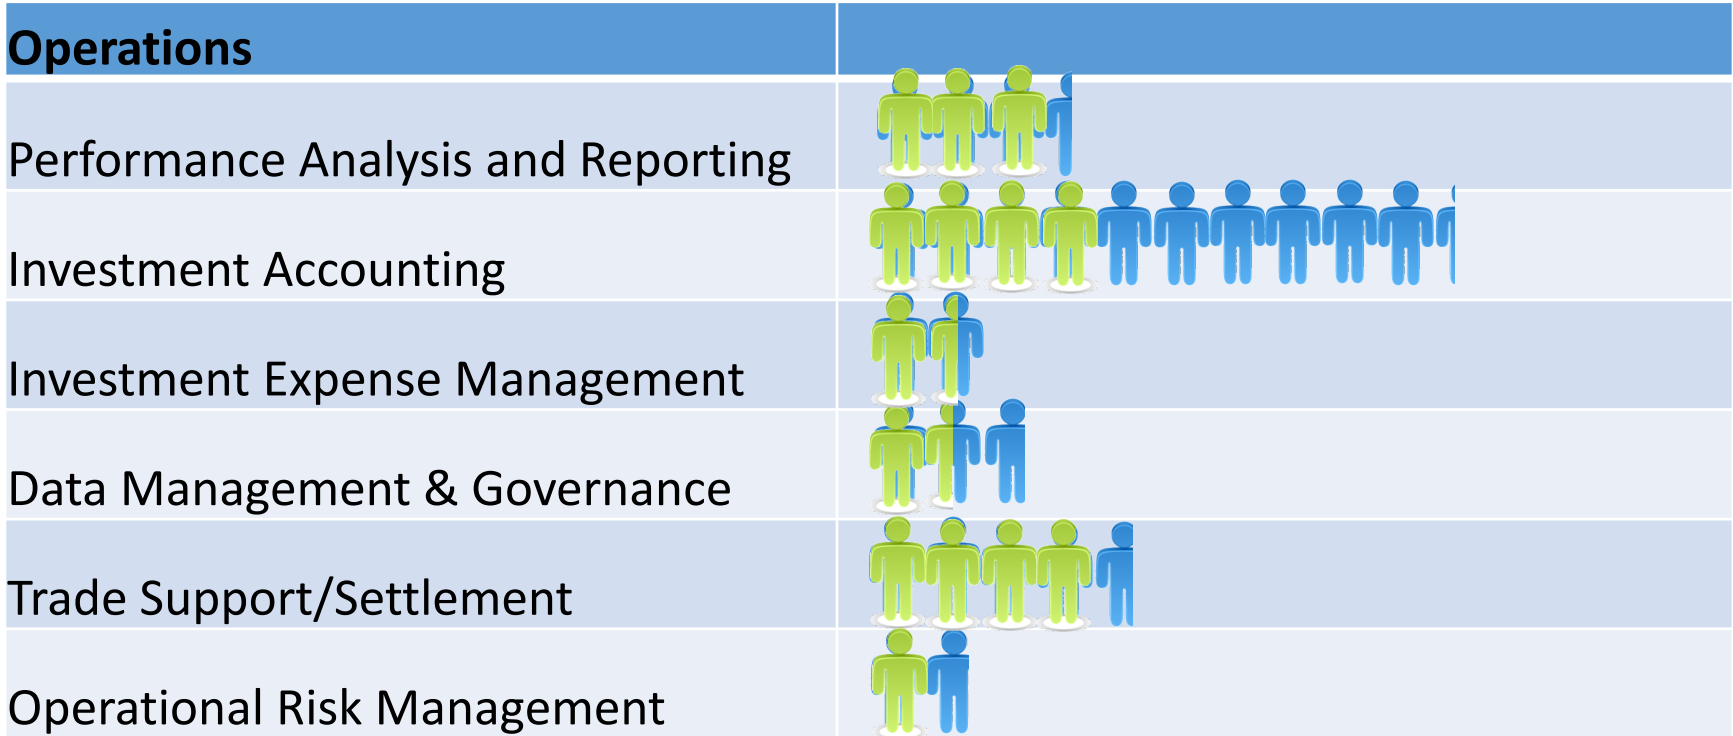 Operations
Performance Analysis and Reporting
Investment Accounting
Investment Expense Management
Data Management & Governance
Trade Support/Settlement
Operational Risk Management